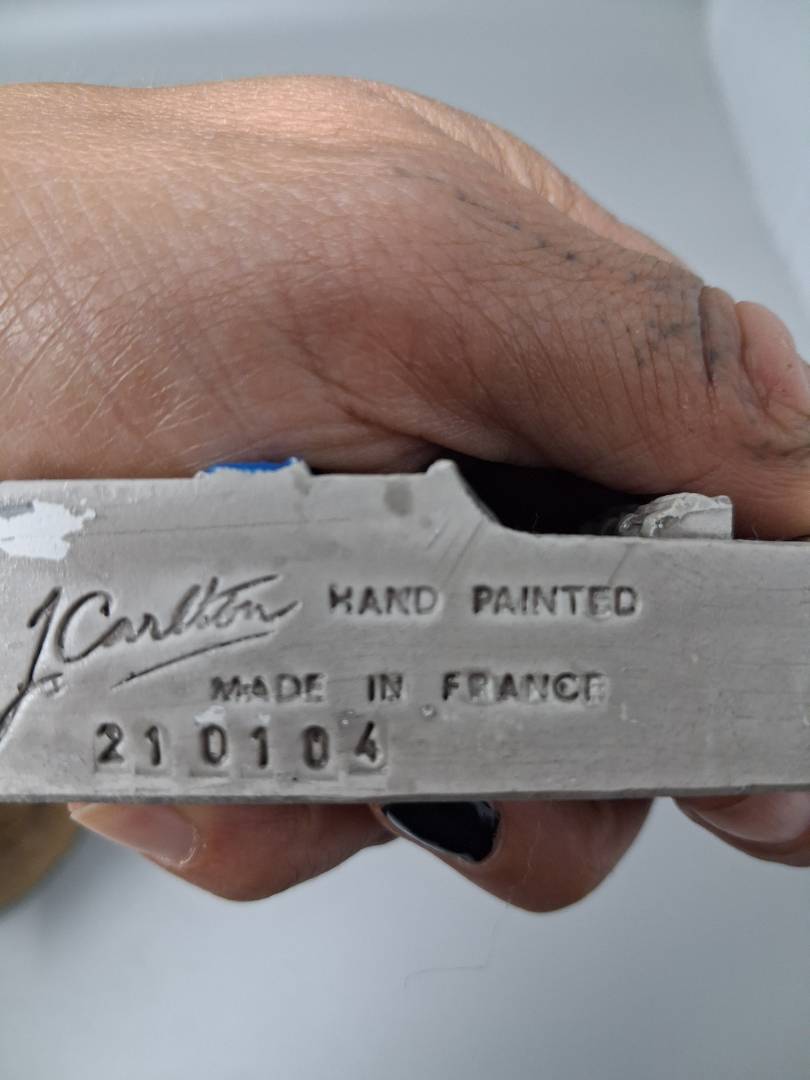 J Carlton HAND PAINTED
MADE IN FRANCE
210104